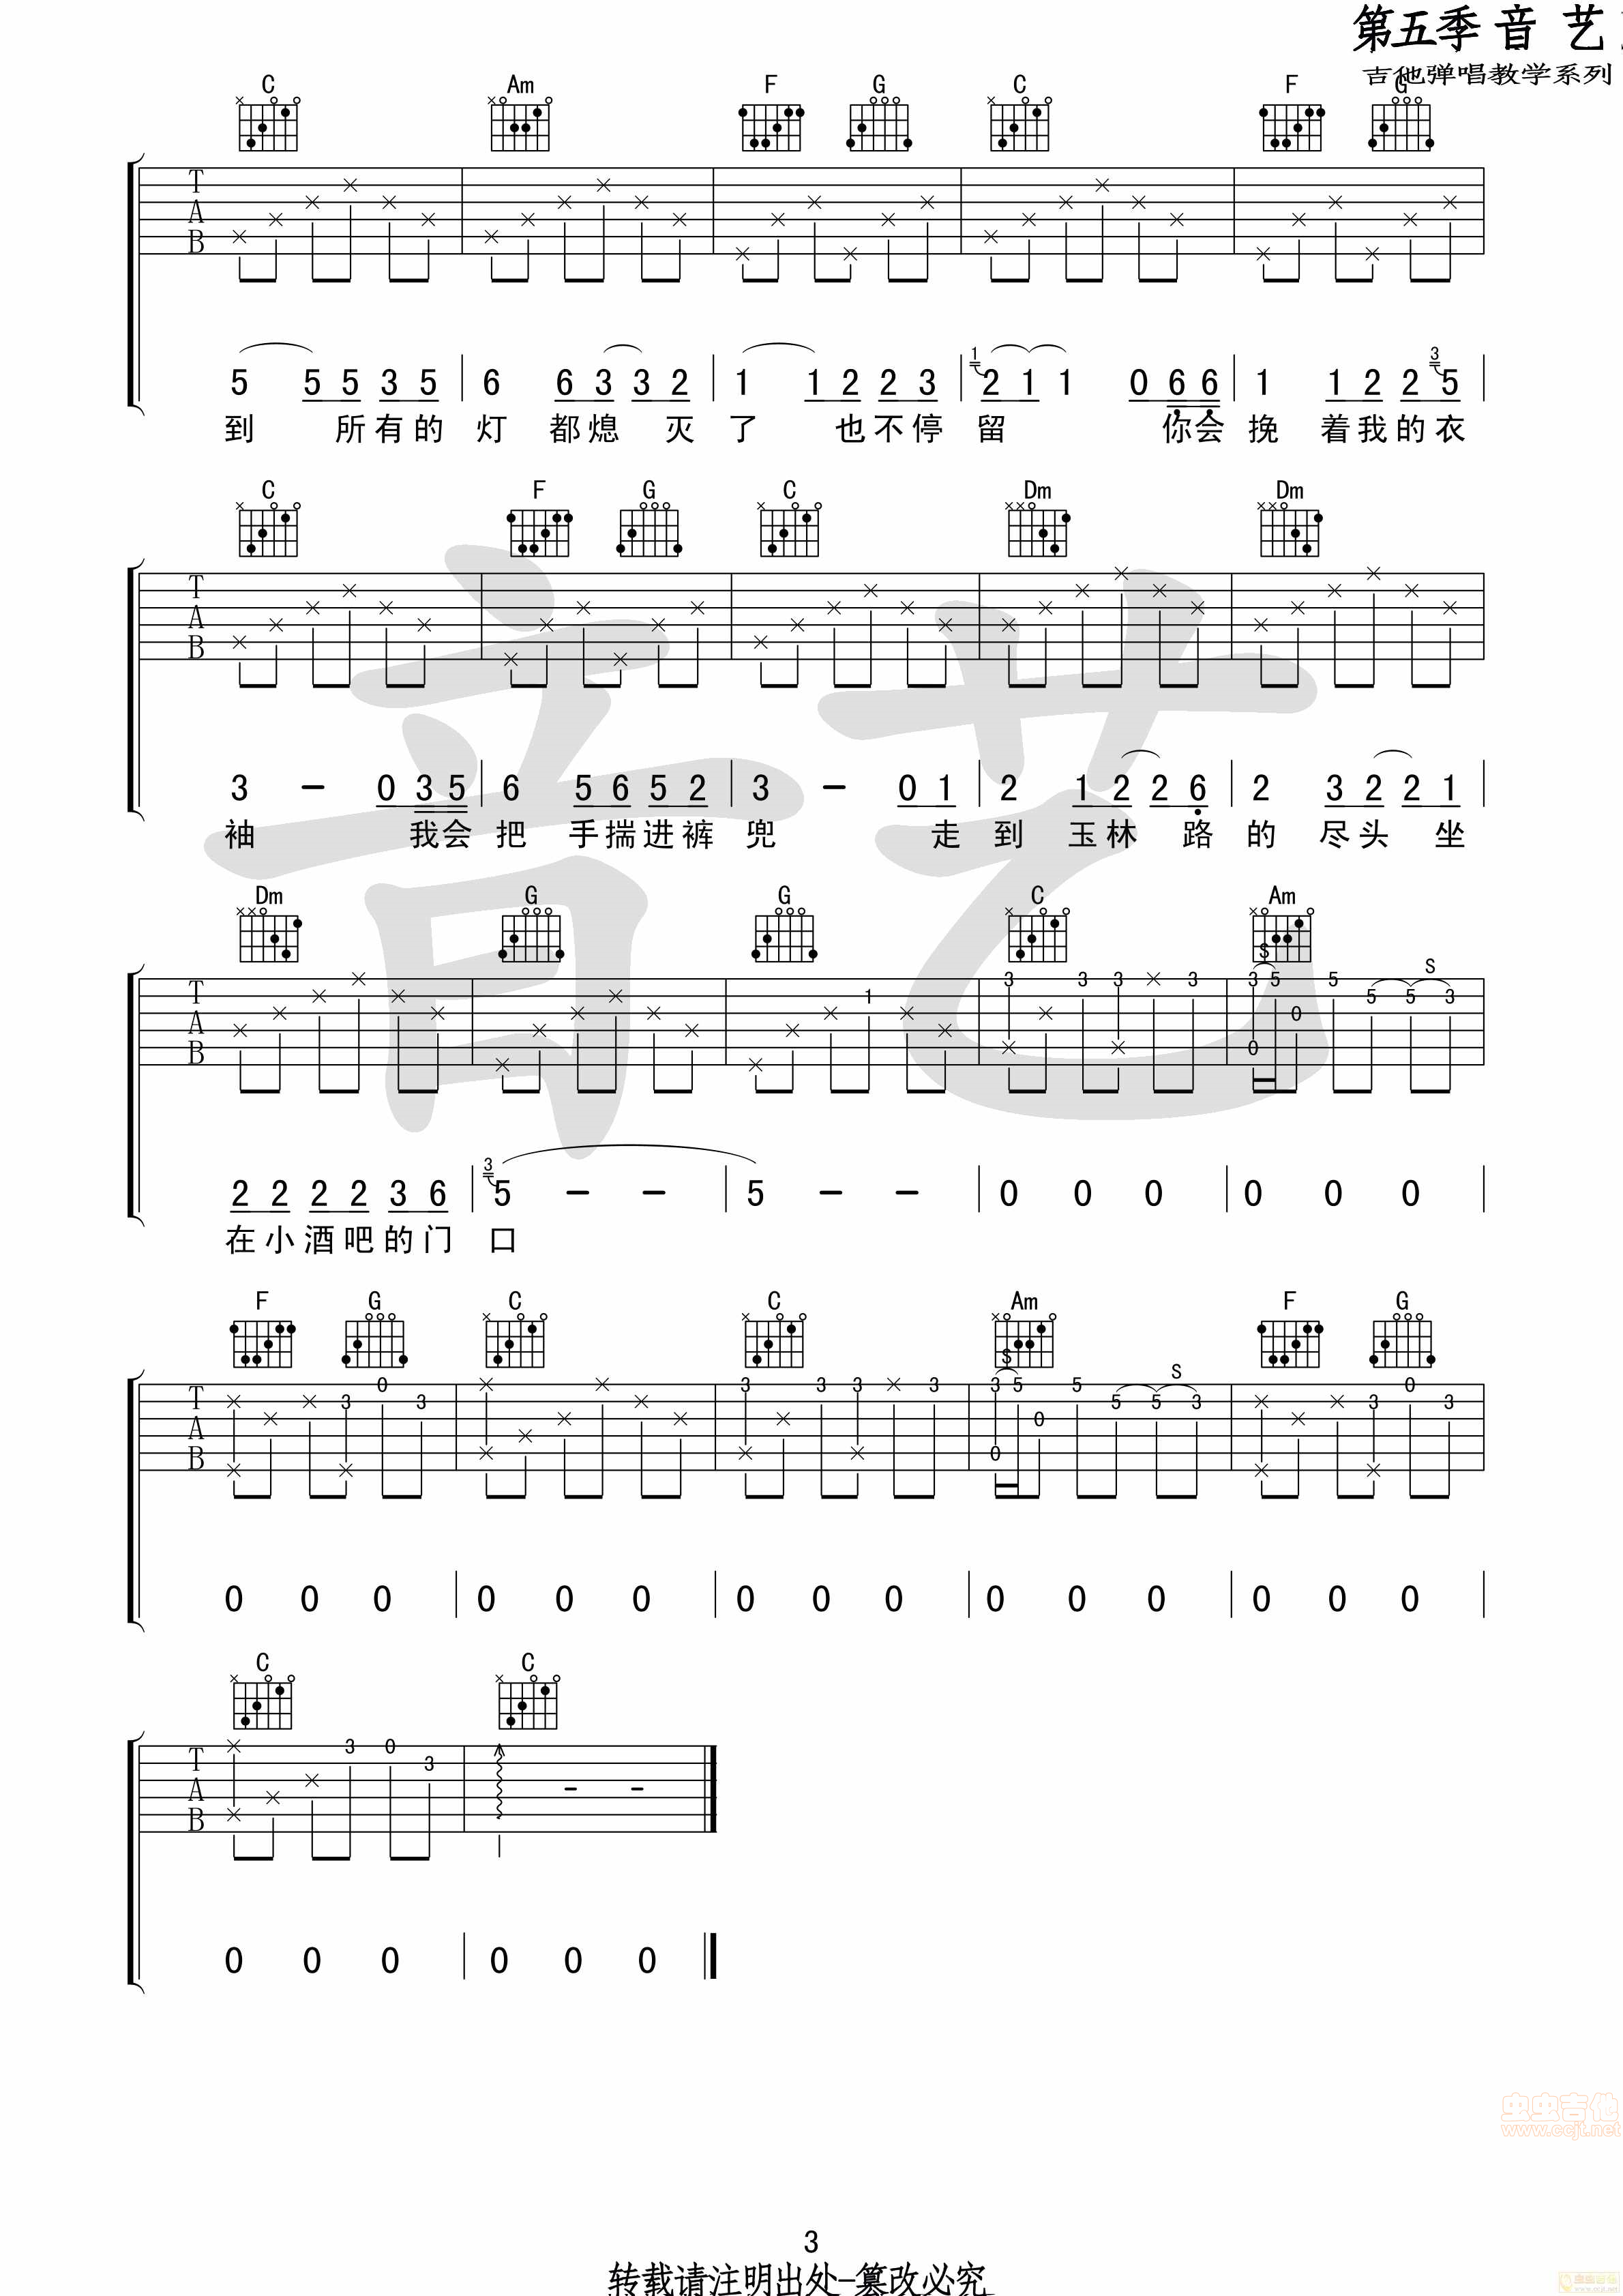 第五季 音 艺
吉他弹唱教学系列
C Am F G C F G
T
A
B
5 5 5 3 5 6 6 3 3 2 1 1 2 2 3 1 2 1 1 0 6 6 1 1 2 2 3 5
到 所有的 灯 都熄 灭 了 也不停 留 你会 挽 着我的衣
C F G C Dm Dm
T
A
B
3 - 0 3 5 6 5 6 5 2 3 - 0 1 2 1 2 2 6 2 3 2 2 1
袖 我会 把 手揣进裤 兜 走 到 玉林 路 的 尽头 坐
Dm G G C Am
S S
T 1 3 3 3 3 3 5 5 5 5 3
A 0
B 0
2 2 2 2 3 6 3 5 - - 5 - - 0 0 0 0 0 0
在小酒吧的门 口
F G C C Am F G
S S
T 3 0 3 3 3 3 3 3 5 5 5 5 3 3 0 3
A 0
B 0
0 0 0 0 0 0 0 0 0 0 0 0 0 0 0
C C
T 3 0 3
A - -
B
0 0 0 0 0 0
音艺
虫虫吉他
www.ccjt.net
3
转载请注明出处-篡改必究